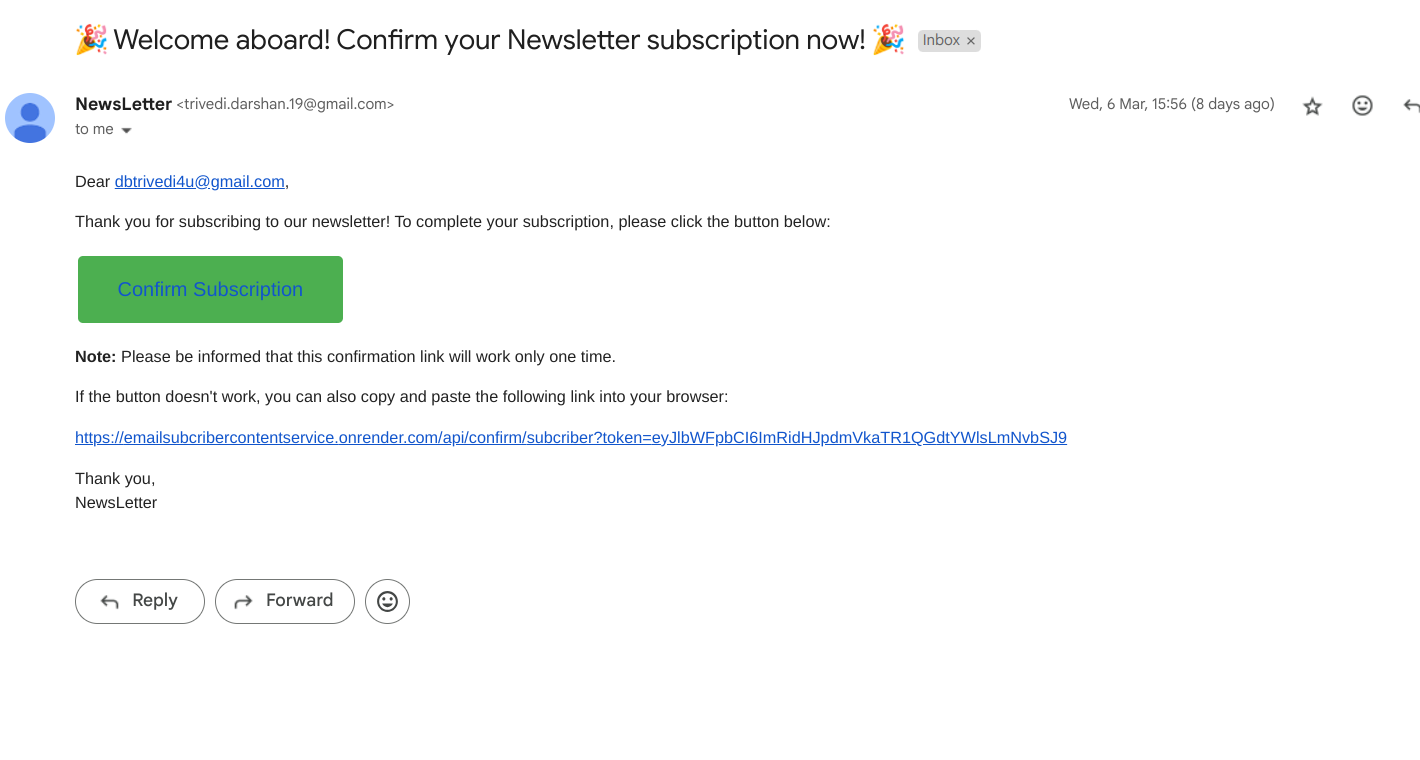 🎉 Welcome aboard! Confirm your Newsletter subscription now! 🎉 Inbox ×
NewsLetter <trivedi.darshan.19@gmail.com> Wed, 6 Mar, 15:56 (8 days ago)
to me
Dear dbtrivedi4u@gmail.com,
Thank you for subscribing to our newsletter! To complete your subscription, please click the button below:
Confirm Subscription
Note: Please be informed that this confirmation link will work only one time.
If the button doesn't work, you can also copy and paste the following link into your browser:
https://emailsubcribercontentservice.onrender.com/api/confirm/subcriber?token=eyJlbWFpbCI6ImRidHJpdmVkaTR1QGdtYWlsLmNvbSJ9
Thank you,
NewsLetter
Reply Forward